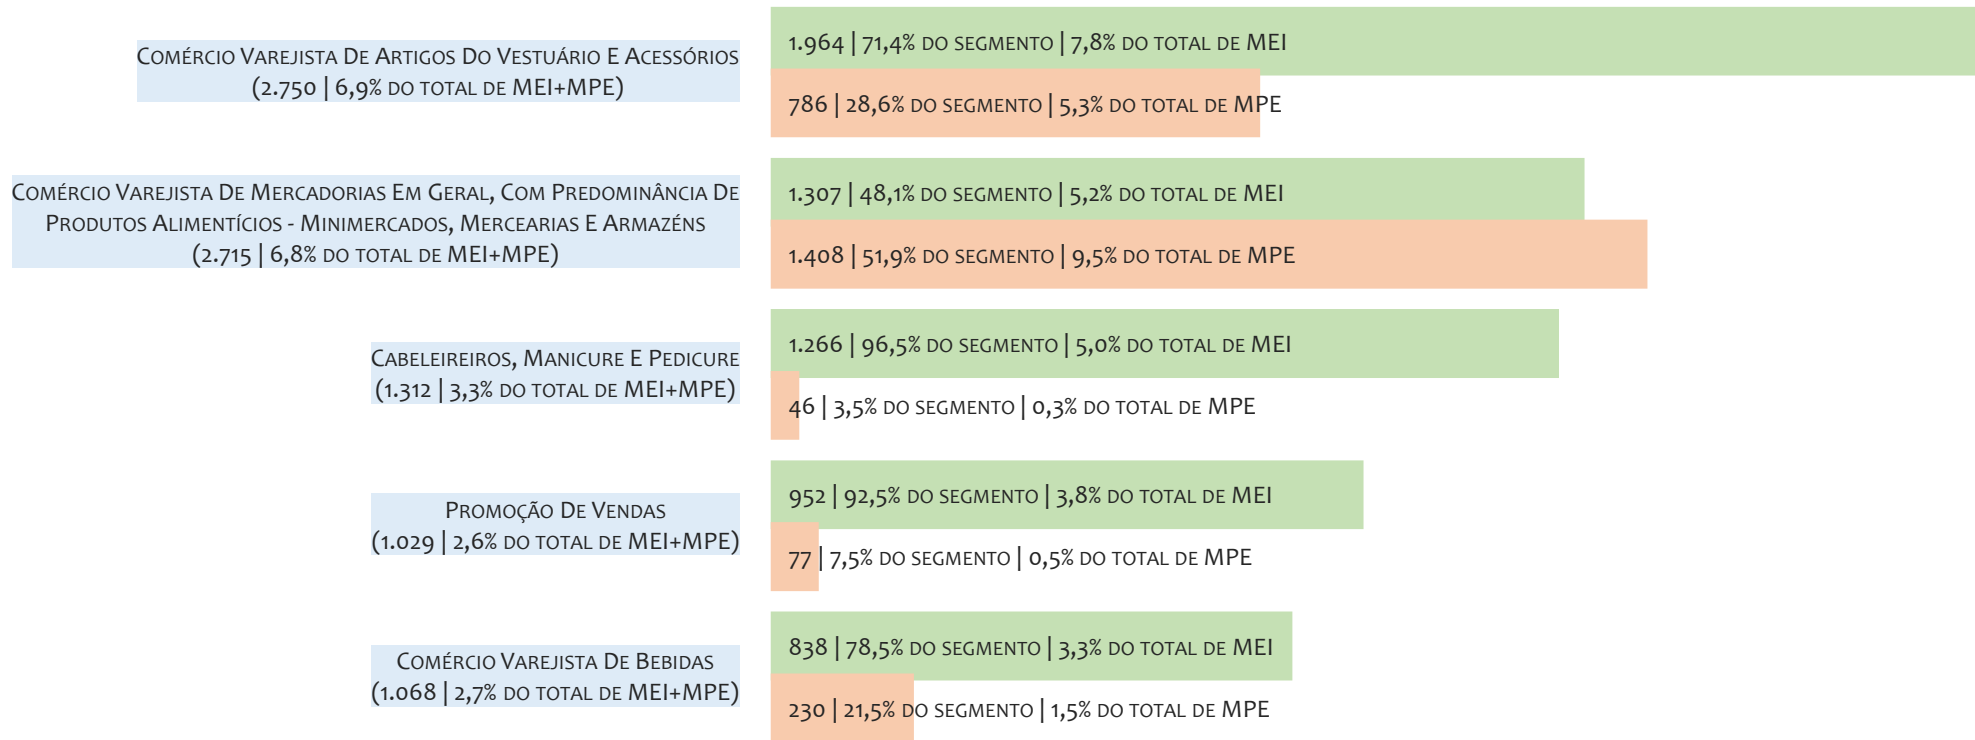 Comércio Varejista De Artigos Do Vestuário E Acessórios
(2.750 | 6,9% do total de MEI+MPE)
1.964 | 71,4% do segmento | 7,8% do total de MEI
786 | 28,6% do segmento | 5,3% do total de MPE
Comércio Varejista De Mercadorias Em Geral, Com Predominância De
Produtos Alimentícios - Minimercados, Mercearias E Armazéns
(2.715 | 6,8% do total de MEI+MPE)
1.307 | 48,1% do segmento | 5,2% do total de MEI
1.408 | 51,9% do segmento | 9,5% do total de MPE
Cabeleireiros, Manicure E Pedicure
(1.312 | 3,3% do total de MEI+MPE)
1.266 | 96,5% do segmento | 5,0% do total de MEI
46 | 3,5% do segmento | 0,3% do total de MPE
Promoção De Vendas
(1.029 | 2,6% do total de MEI+MPE)
952 | 92,5% do segmento | 3,8% do total de MEI
77 | 7,5% do segmento | 0,5% do total de MPE
Comércio Varejista De Bebidas
(1.068 | 2,7% do total de MEI+MPE)
838 | 78,5% do segmento | 3,3% do total de MEI
230 | 21,5% do segmento | 1,5% do total de MPE